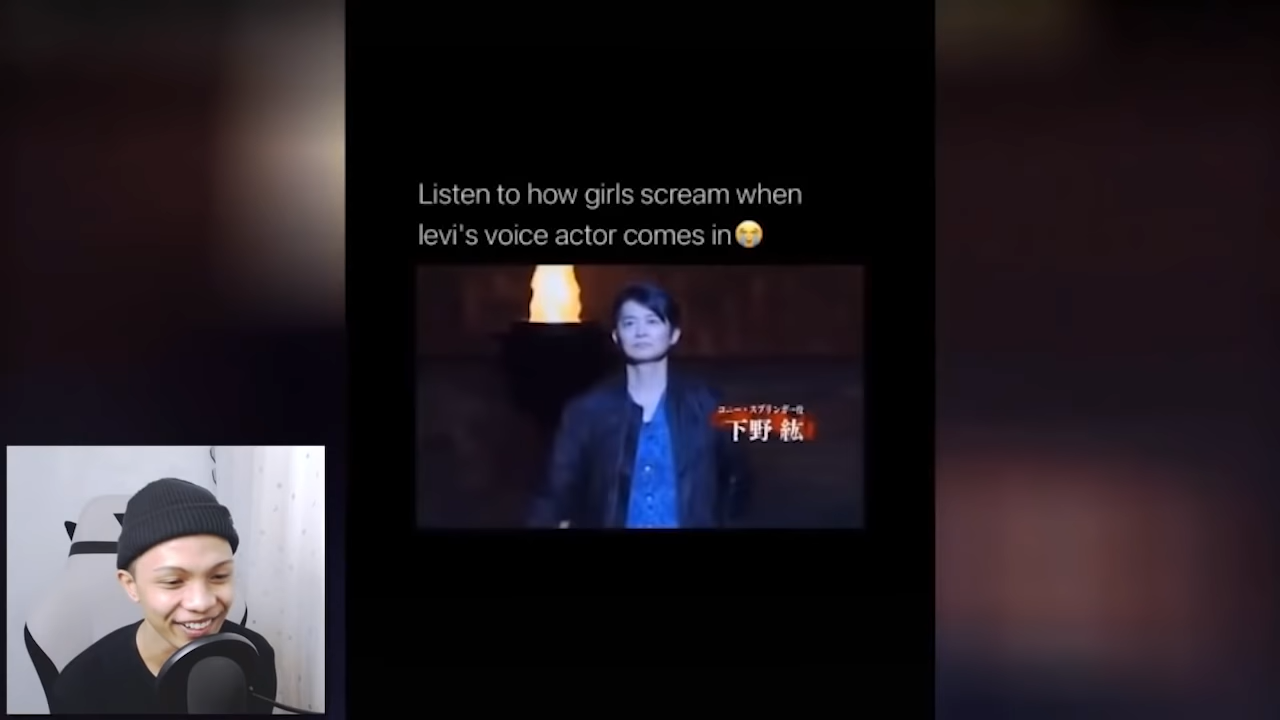 Listen to how girls scream when
levi's voice actor comes in😭
コニー・スプリンガー役
下野 紘